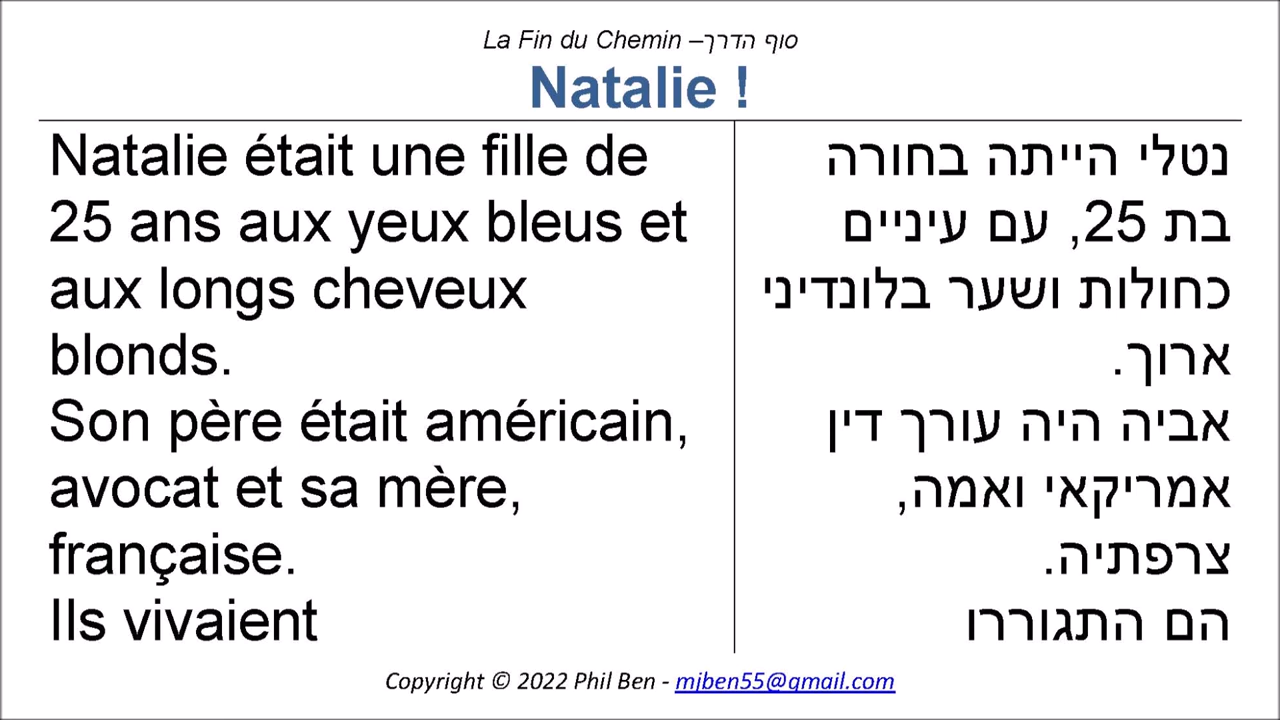 La Fin du Chemin –סוף הדרך
Natalie !
Natalie était une fille de
25 ans aux yeux bleus et
aux longs cheveux
blonds.
Son père était américain,
avocat et sa mère,
française.
Ils vivaient
נטלי הייתה בחורה
בת 25, עם עיניים
כחולות ושער בלונדיני
ארוך.
אביה היה עורך דין
אמריקאי ואמה,
צרפתיה.
הם התגוררו
Copyright © 2022 Phil Ben - mjben55@gmail.com